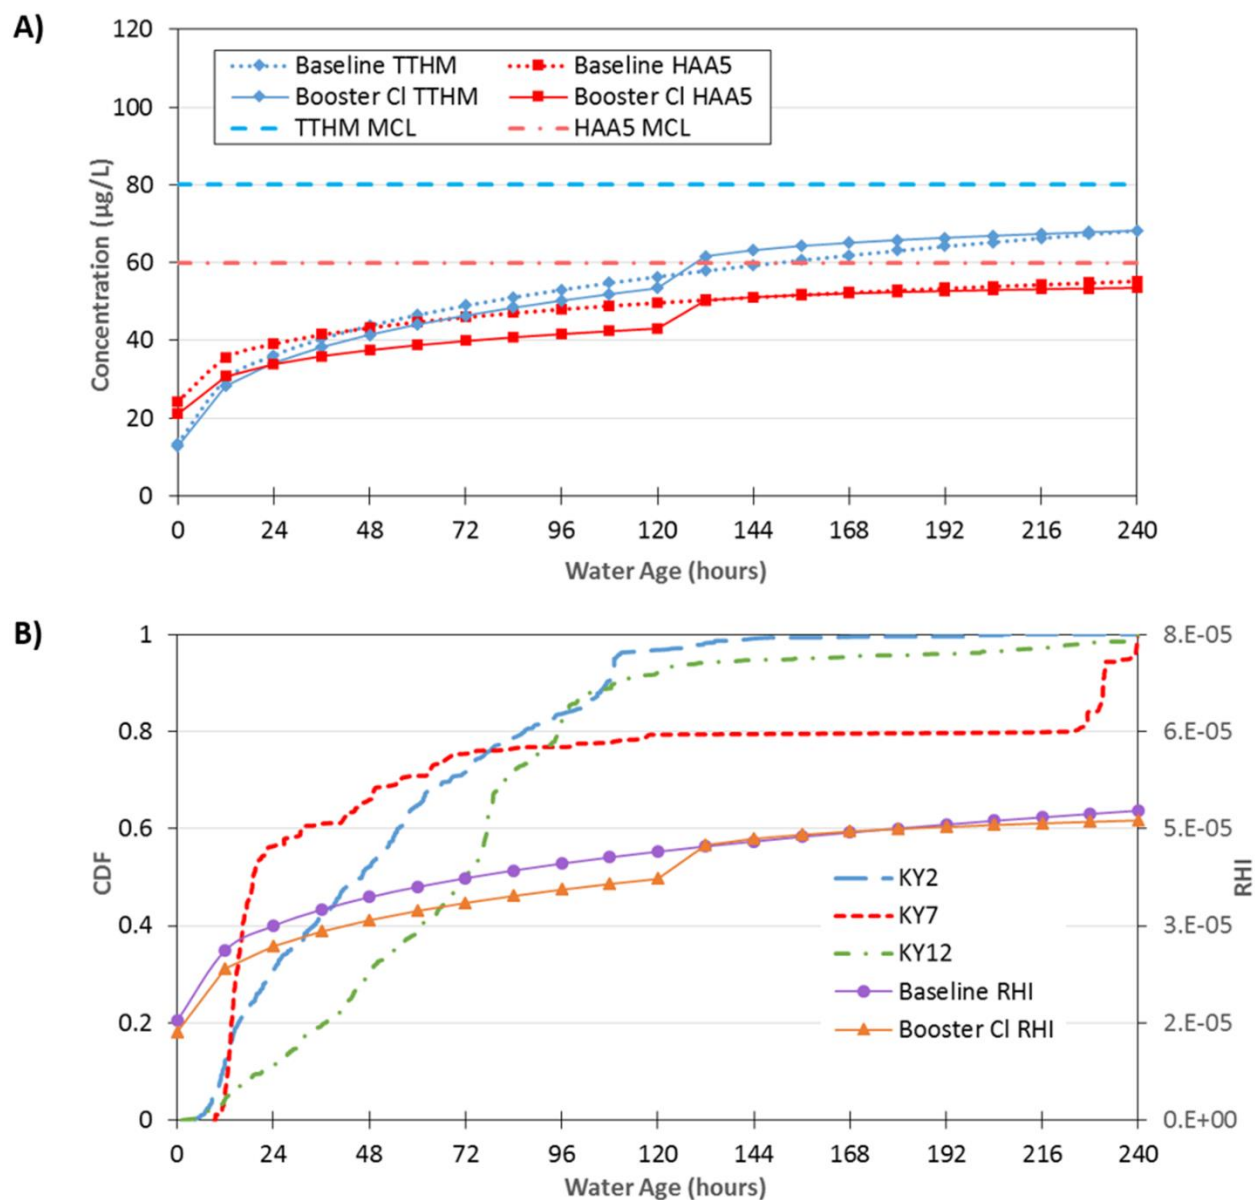 A)
120
100
80
60
40
20
0
Concentration (µg/L)
Baseline TTHM
Baseline HAA5
Booster Cl TTHM
Booster Cl HAA5
TTHM MCL
HAA5 MCL
0 24 48 72 96 120 144 168 192 216 240
Water Age (hours)
B)
1
0.8
0.6
0.4
0.2
0
CDF
8.E-05
6.E-05
5.E-05
3.E-05
2.E-05
0.E+00
RHI
KY2
KY7
KY12
Baseline RHI
Booster Cl RHI
0 24 48 72 96 120 144 168 192 216 240
Water Age (hours)